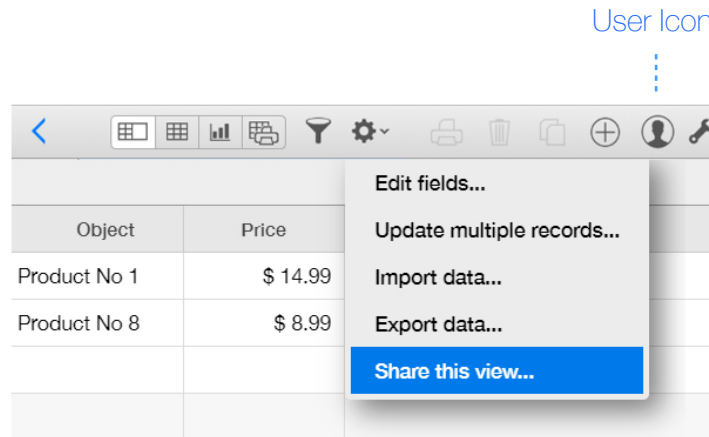 User Icon
Edit fields...
Object Price Update multiple records...
Product No 1 $ 14.99 Import data...
Product No 8 $ 8.99 Export data...
Share this view...